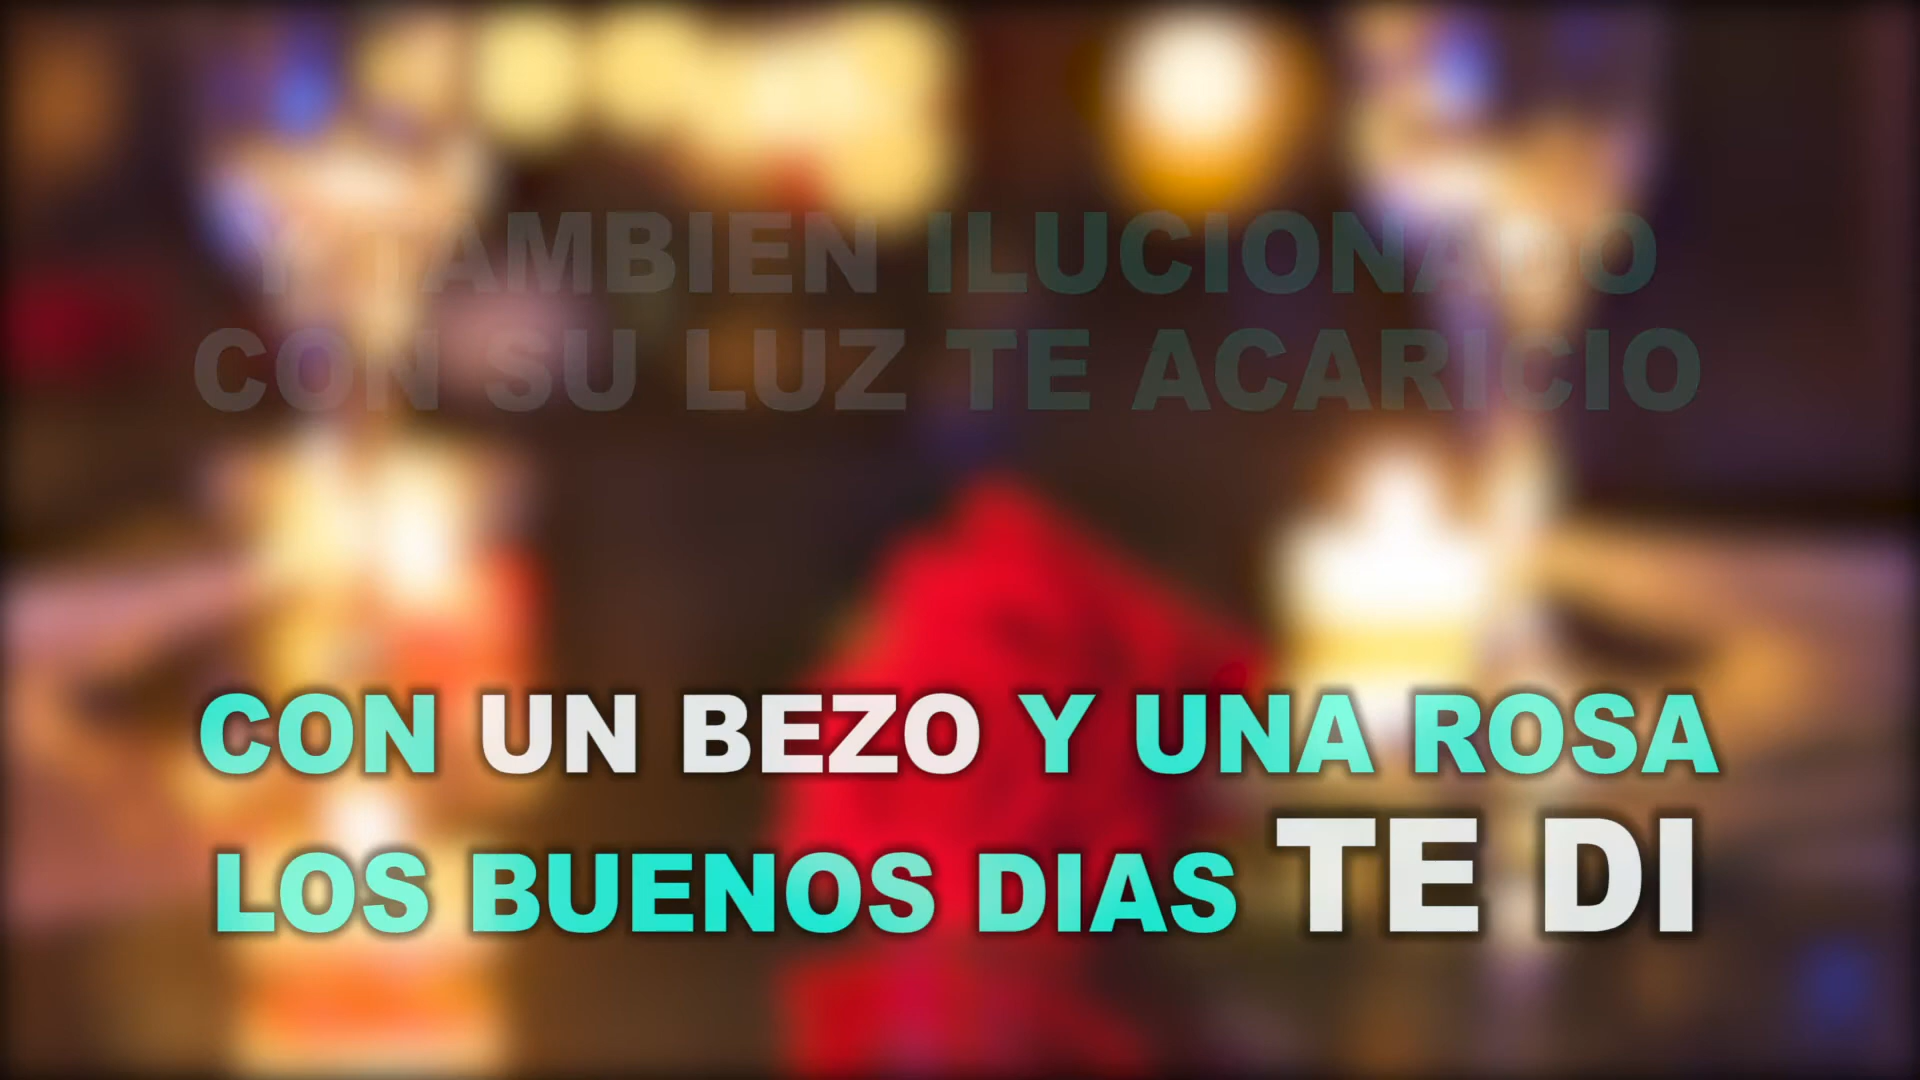 Y TAMBIEN ILUCIONADO
CON SU LUZ TE ACARICIO
CON UN BEZO Y UNA ROSA
LOS BUENOS DIAS TE DI